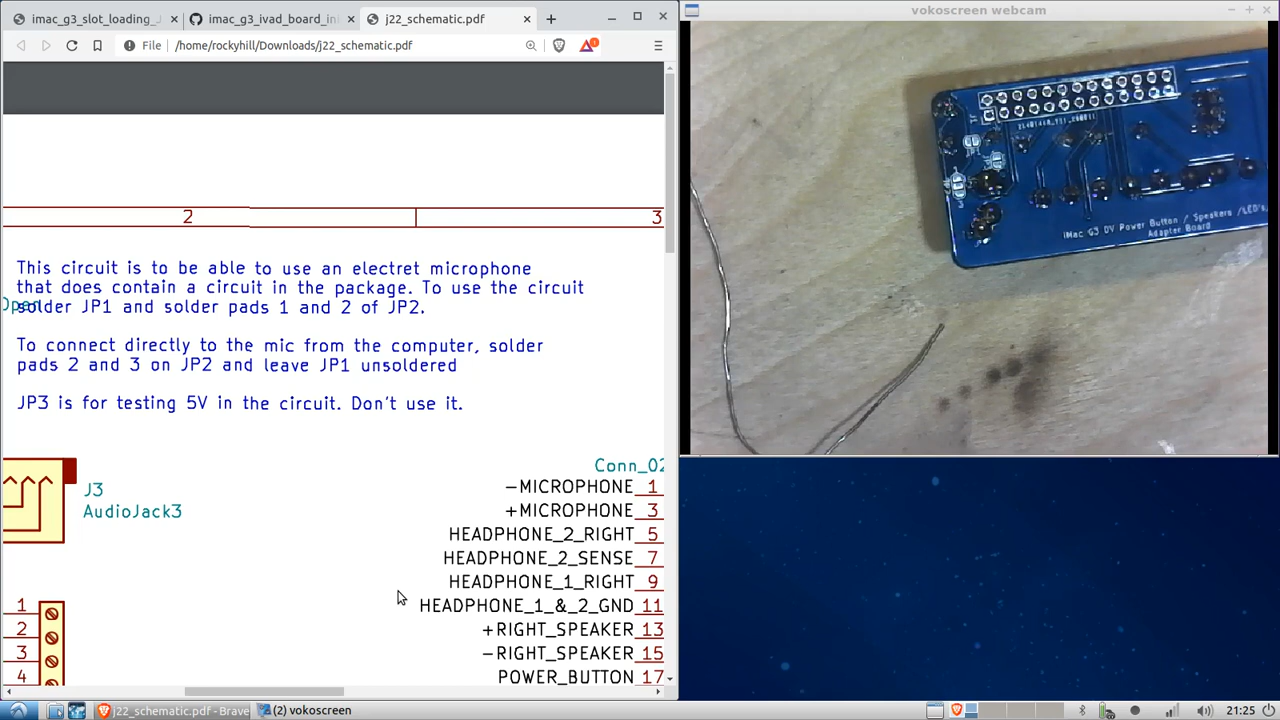 imac_g3_slot_loading_
imac_g3_ivad_board_ini
j22_schematic.pdf
vokoscreen webcam
File
/home/rockyhill/Downloads/j22_schematic.pdf
2
3
This circuit is to be able to use an electret microphone
that does contain a circuit in the package. To use the circuit
Open
solder JP1 and solder pads 1 and 2 of JP2.
To connect directly to the mic from the computer, solder
pads 2 and 3 on JP2 and leave JP1 unsoldered
JP3 is for testing 5V in the circuit. Don't use it.
J3
AudioJack3
Conn_02
-MICROPHONE 1
+MICROPHONE 3
HEADPHONE_2_RIGHT 5
HEADPHONE_2_SENSE 7
HEADPHONE_1_RIGHT 9
HEADPHONE_1_&_2_GND 11
+RIGHT_SPEAKER 13
-RIGHT_SPEAKER 15
POWER_BUTTON 17
1
2
3
4
iMac G3 DV Power Button / Speakers /LED's,
Adapter Board
j22_schematic.pdf - Brave
(2) vokoscreen
21:25